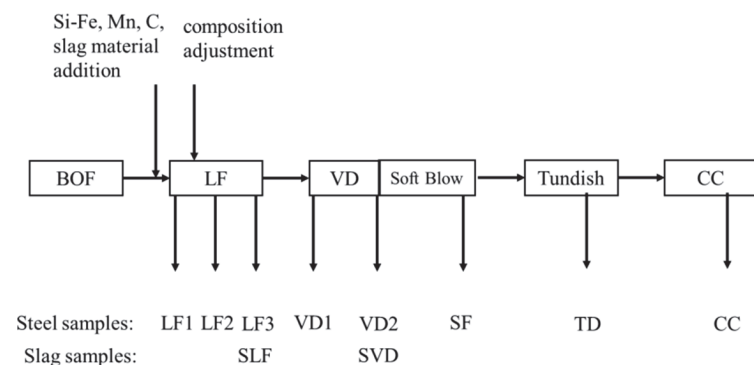 Si-Fe, Mn, C,
slag material
addition
composition
adjustment
BOF
LF
VD
Soft Blow
Tundish
CC
Steel samples: LF1 LF2 LF3 VD1 VD2 SF TD CC
Slag samples: SLF SVD